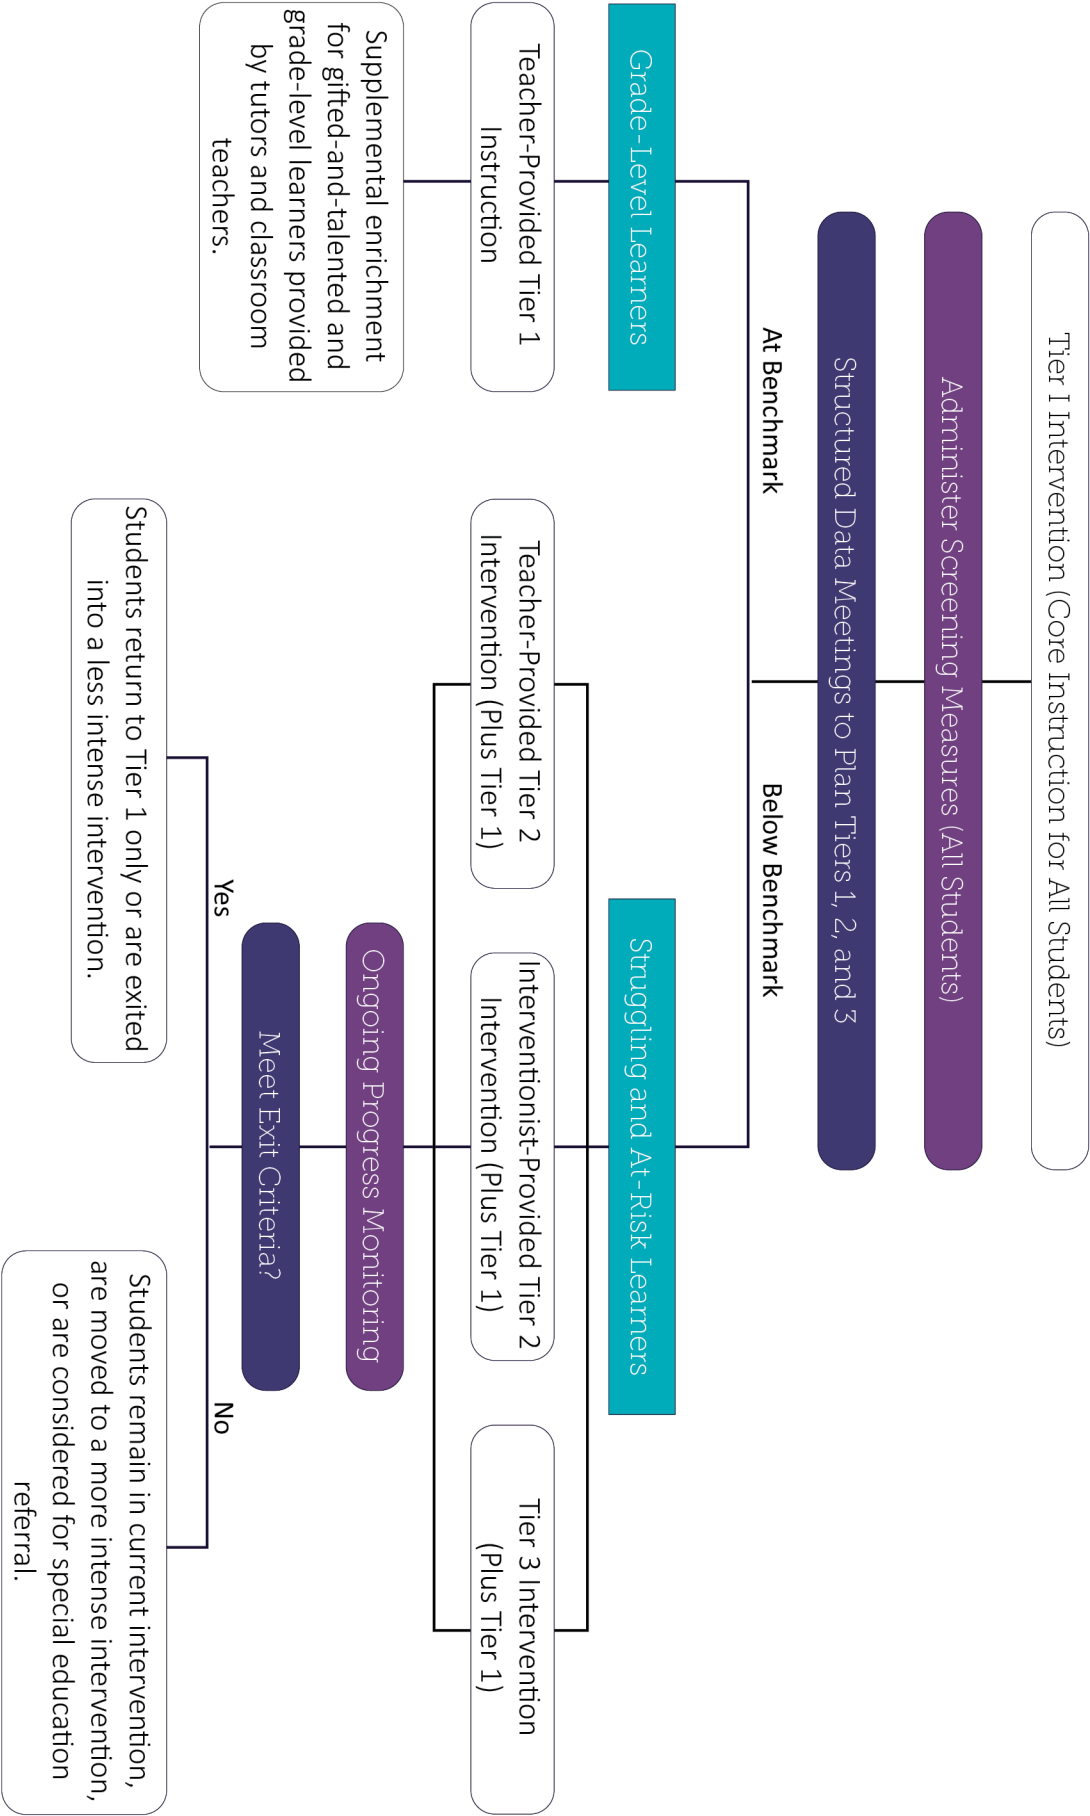 Tier I Intervention (Core Instruction for All Students)
Administer Screening Measures (All Students)
Structured Data Meetings to Plan Tiers 1, 2, and 3
At Benchmark
Below Benchmark
Grade-Level Learners
Struggling and At-Risk Learners
Teacher-Provided Tier 1
Instruction
Teacher-Provided Tier 2
Intervention (Plus Tier 1)
Interventionist-Provided Tier 2
Intervention (Plus Tier 1)
Tier 3 Intervention
(Plus Tier 1)
Supplemental enrichment
for gifted-and-talented and
grade-level learners provided
by tutors and classroom
teachers.
Ongoing Progress Monitoring
Meet Exit Criteria?
Yes
No
Students return to Tier 1 only or are exited
into a less intense intervention.
Students remain in current intervention,
are moved to a more intense intervention,
or are considered for special education
referral.